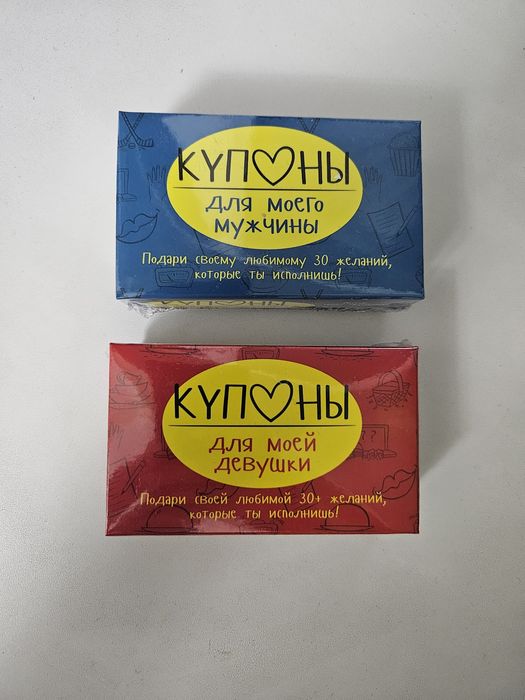 КУПОНЫ
для моего
мужчины
Подари своему любимому 30 желаний,
которые ты исполнишь!
КУПОНЫ
КУПОНЫ
для моей
девушки
Подари своей любимой 30+ желаний,
которые ты исполнишь!